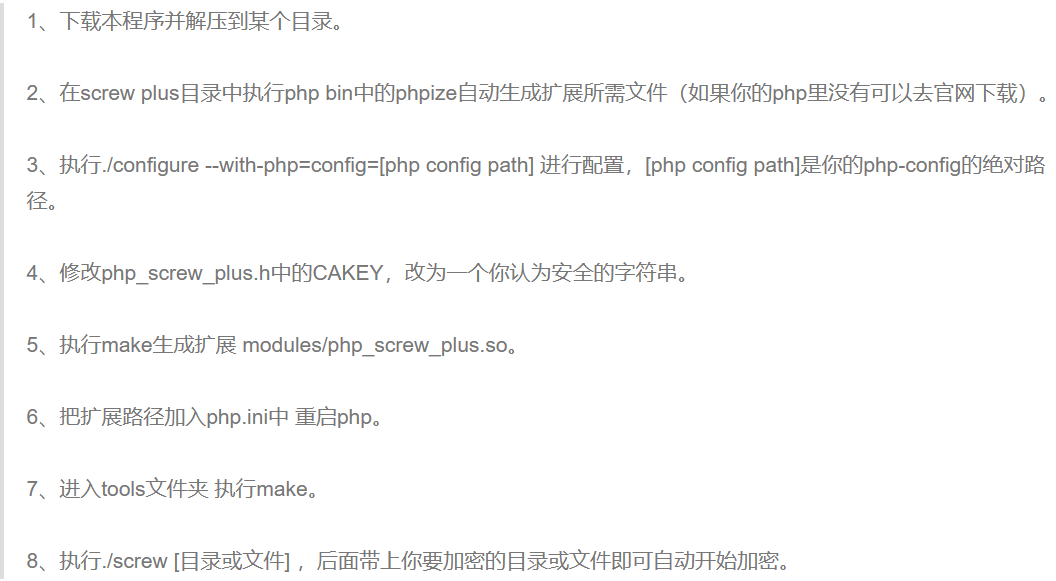 1、下载本程序并解压到某个目录。
2、在screw plus目录中执行php bin中的phpize自动生成扩展所需文件（如果你的php里没有可以去官网下载）。
3、执行./configure --with-php=config=[php config path] 进行配置，[php config path]是你的php-config的绝对路
径。
4、修改php_screw_plus.h中的CAKEY，改为一个你认为安全的字符串。
5、执行make生成扩展 modules/php_screw_plus.so。
6、把扩展路径加入php.ini中 重启php。
7、进入tools文件夹 执行make。
8、执行./screw [目录或文件] ，后面带上你要加密的目录或文件即可自动开始加密。